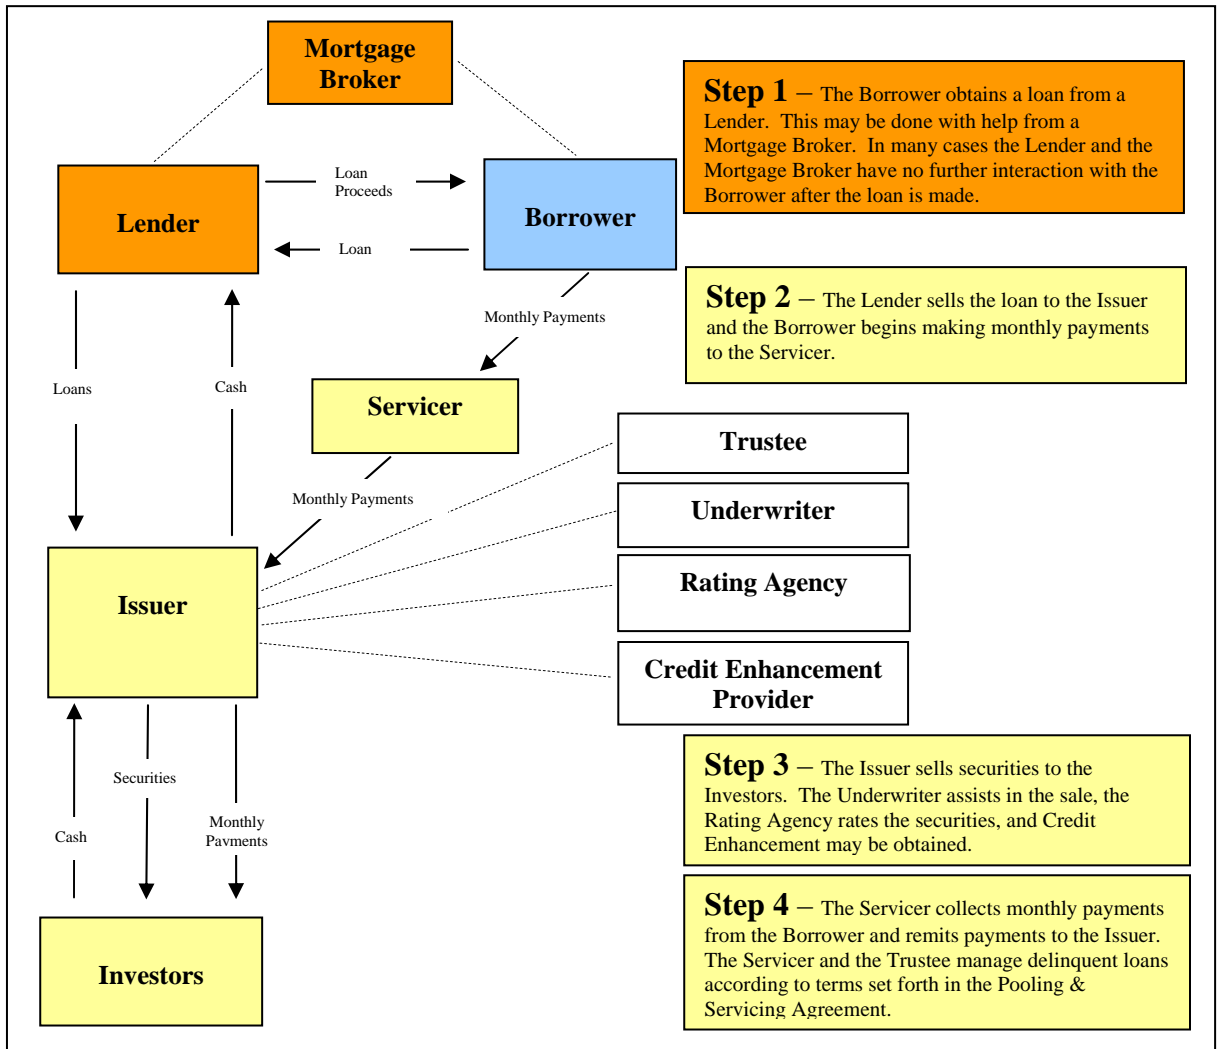 Mortgage
Broker
Step 1 – The Borrower obtains a loan from a
Lender. This may be done with help from a
Mortgage Broker. In many cases the Lender and the
Mortgage Broker have no further interaction with the
Borrower after the loan is made.
Loan
Proceeds
Lender
Borrower
Loan
Step 2 – The Lender sells the loan to the Issuer
and the Borrower begins making monthly payments
to the Servicer.
Monthly Payments
Loans
Cash
Servicer
Trustee
Monthly Payments
Underwriter
Rating Agency
Issuer
Credit Enhancement
Provider
Securities
Cash
Monthly
Payments
Step 3 – The Issuer sells securities to the
Investors. The Underwriter assists in the sale, the
Rating Agency rates the securities, and Credit
Enhancement may be obtained.
Step 4 – The Servicer collects monthly payments
from the Borrower and remits payments to the Issuer.
The Servicer and the Trustee manage delinquent loans
according to terms set forth in the Pooling &
Servicing Agreement.
Investors